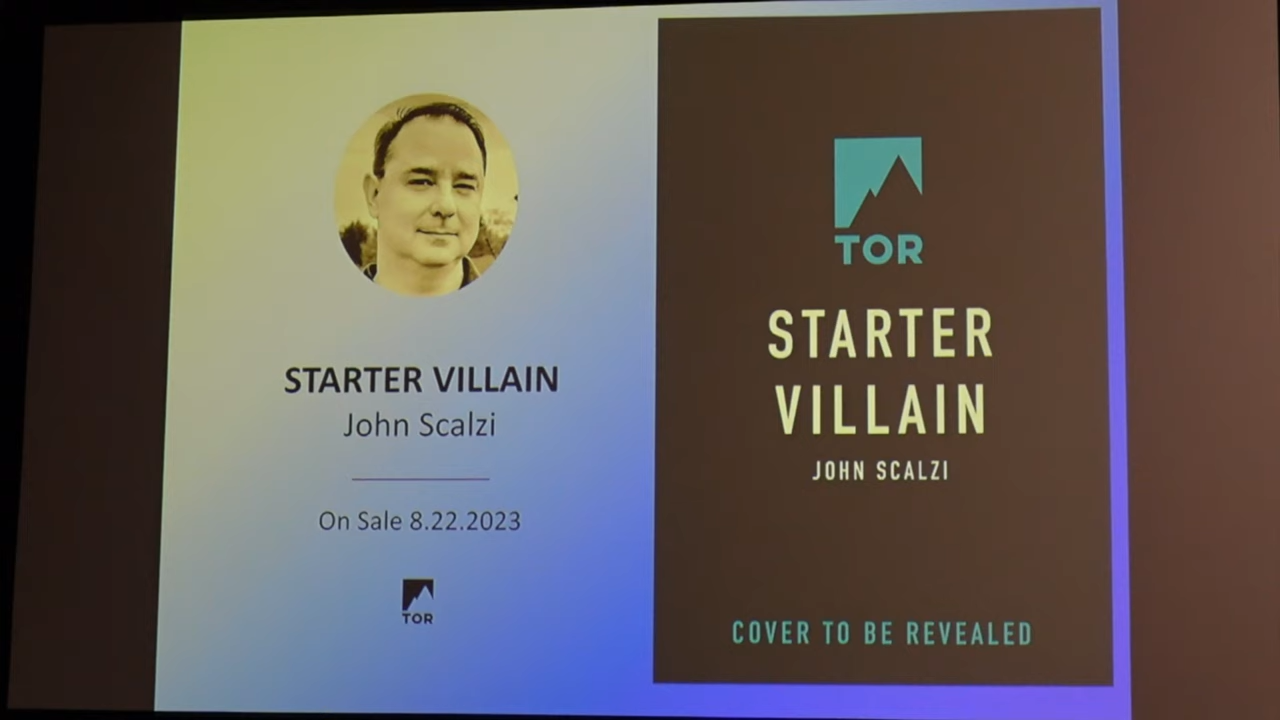 STARTER VILLAIN
John Scalzi
On Sale 8.22.2023
TOR
TOR
STARTER
VILLAIN
JOHN SCALZI
COVER TO BE REVEALED